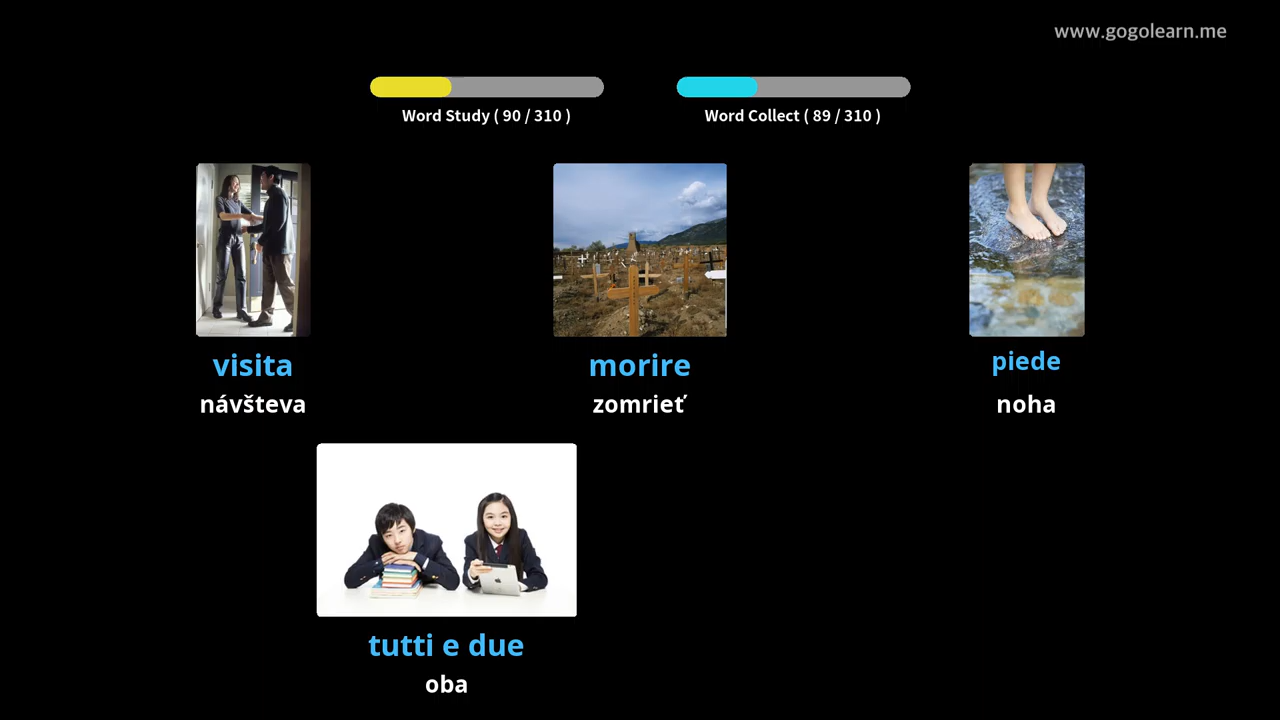 www.gogolearn.me
Word Study ( 90 / 310 )
Word Collect ( 89 / 310 )
visita
morire
piede
návšteva
zomrieť
noha
tutti e due
oba